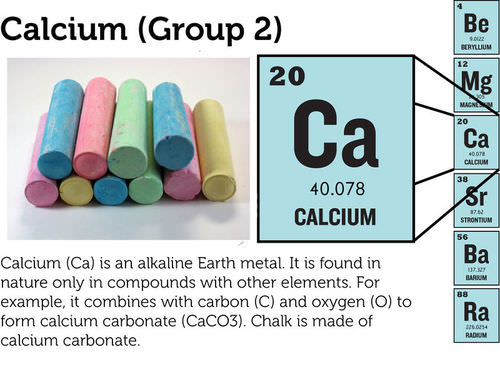 Calcium (Group 2)
20
Ca
40.078
CALCIUM
4
Be
9.0122
BERYLLIUM
12
Mg
MAGNESIUM
20
Ca
40.078
CALCIUM
38
Sr
87.62
STRONTIUM
56
Ba
137.327
BARIUM
88
Ra
226.0254
RADIUM
Calcium (Ca) is an alkaline Earth metal. It is found in
nature only in compounds with other elements. For
example, it combines with carbon (C) and oxygen (O) to
form calcium carbonate (CaCO3). Chalk is made of
calcium carbonate.